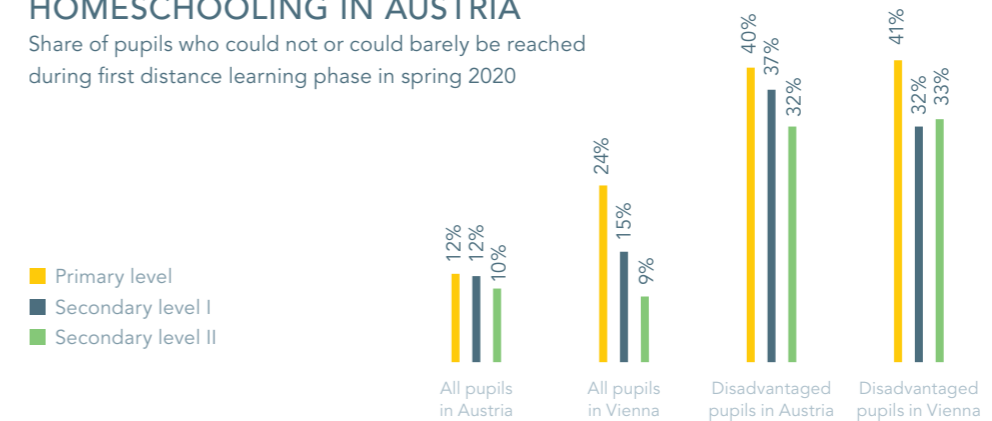 HOMESCHOOLING IN AUSTRIA
Share of pupils who could not or could barely be reached
during first distance learning phase in spring 2020
Primary level
Secondary level I
Secondary level II
12%
12%
10%
24%
15%
9%
40%
37%
32%
41%
32%
33%
All pupils
in Austria
All pupils
in Vienna
Disadvantaged
pupils in Austria
Disadvantaged
pupils in Vienna